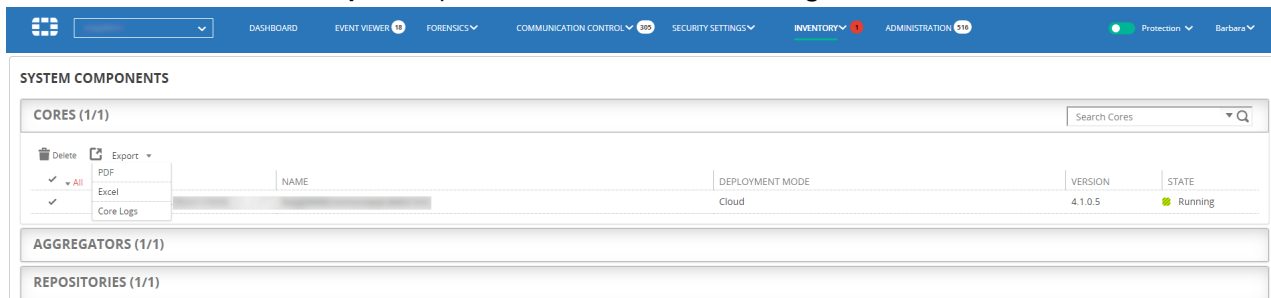 DASHBOARD EVENT VIEWER 18 FORENSICS COMMUNICATION CONTROL 305 SECURITY SETTINGS INVENTORY 1 ADMINISTRATION 516 Protection Barbara
SYSTEM COMPONENTS
CORES (1/1) Search Cores
Delete Export
PDF
All NAME DEPLOYMENT MODE VERSION STATE
Excel
Cloud 4.1.0.5 Running
Core Logs
AGGREGATORS (1/1)
REPOSITORIES (1/1)